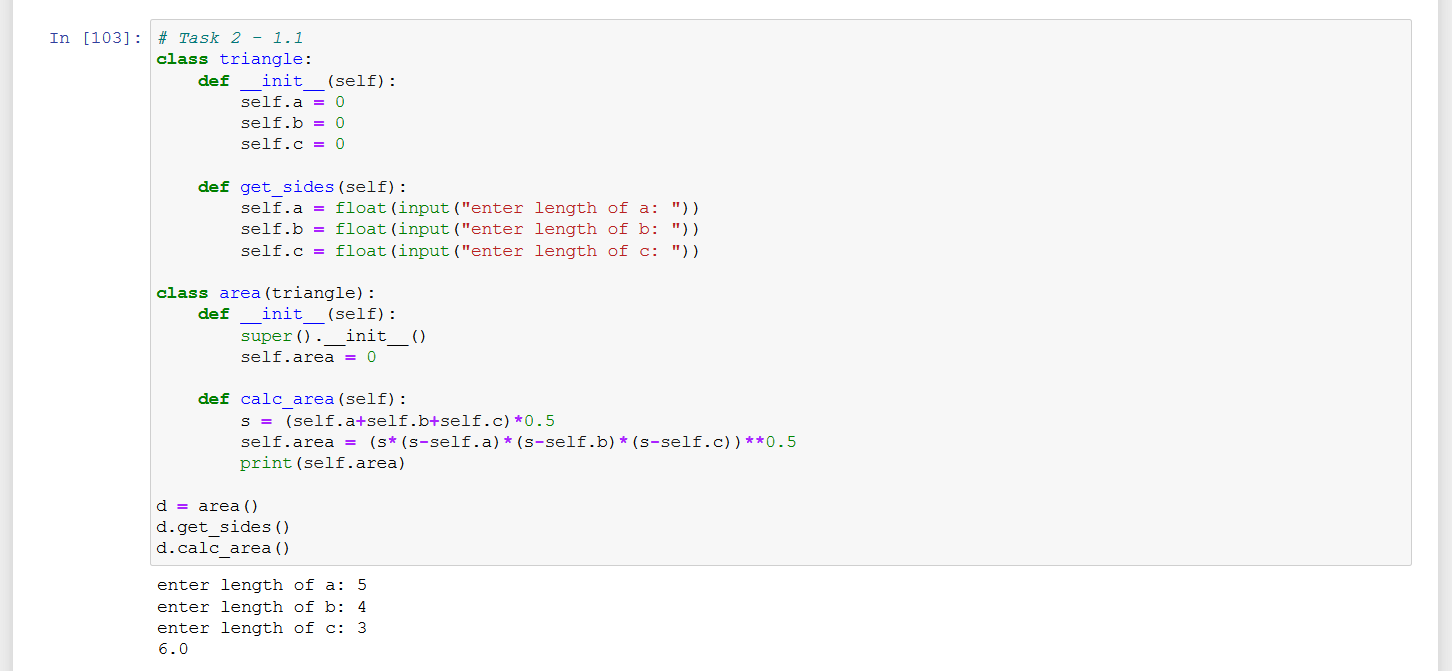 In [103]: # Task 2 - 1.1
class triangle:
    def __init__(self):
        self.a = 0
        self.b = 0
        self.c = 0

    def get_sides(self):
        self.a = float(input("enter length of a: "))
        self.b = float(input("enter length of b: "))
        self.c = float(input("enter length of c: "))

class area(triangle):
    def __init__(self):
        super().__init__()
        self.area = 0

    def calc_area(self):
        s = (self.a+self.b+self.c)*0.5
        self.area = (s*(s-self.a)*(s-self.b)*(s-self.c))**0.5
        print(self.area)

d = area()
d.get_sides()
d.calc_area()
enter length of a: 5
enter length of b: 4
enter length of c: 3
6.0